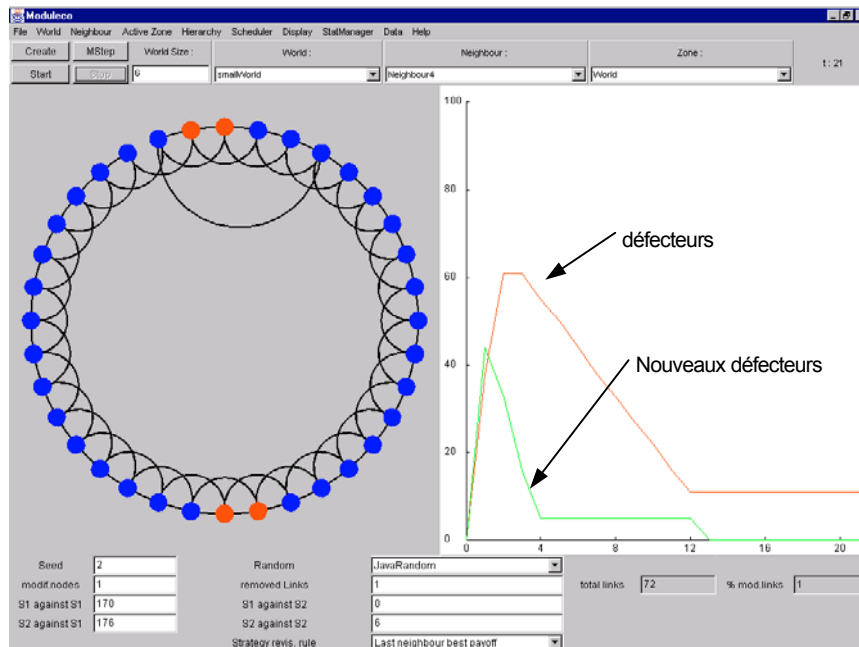 Moduleco
File World Neighbour Active Zone Hierarchy Scheduler Display StatManager Data Help
Create MStep World Size : World : Neighbour : Zone :
Start Stop 6 smallWorld Neighbour4 World t : 21
100
80
60
40
20
0
0 4 8 12 16 20
défecteurs
Nouveaux défecteurs
Seed 2 Random JavaRandom
modif.nodes 1 removed Links 1 total links 72 % mod.links 1
S1 against S1 170 S1 against S2 0
S2 against S1 176 S2 against S2 6
Strategy revis. rule Last neighbour best payoff